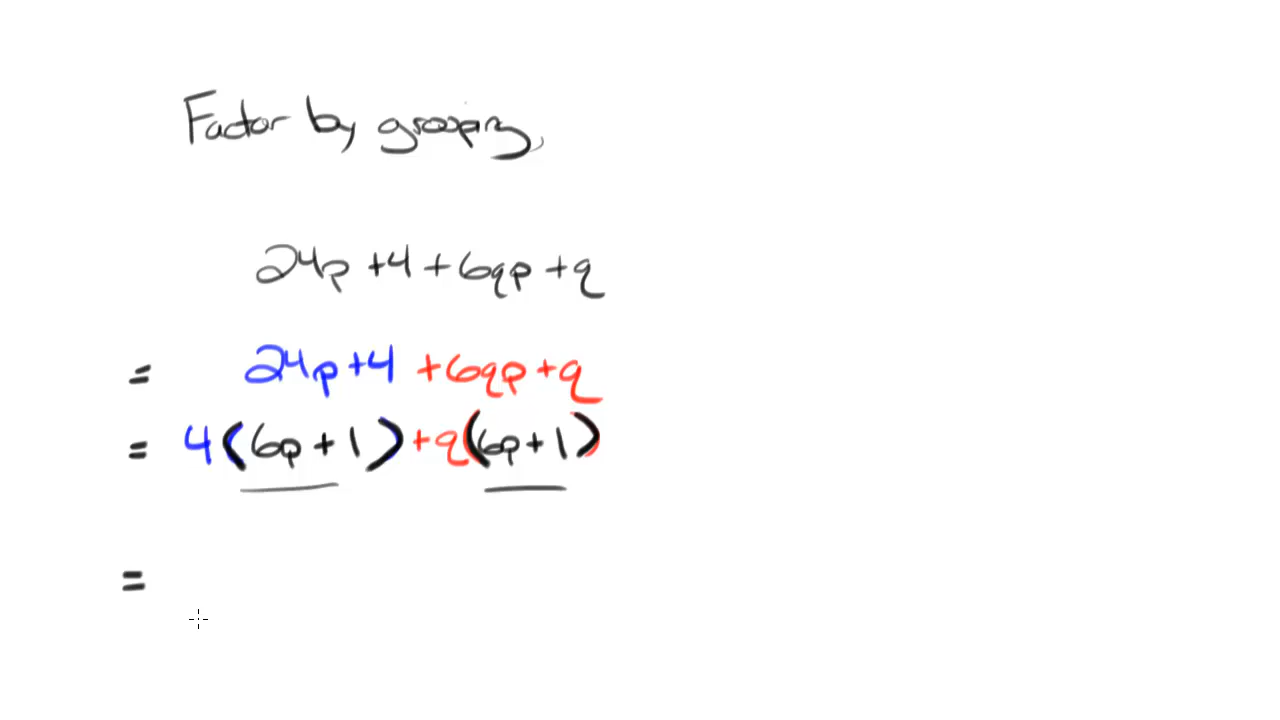 Factor by grouping,
24p + 4 + 6qp + q
= 24p + 4 + 6qp + q
= 4(6p + 1) + q(6p + 1)
=